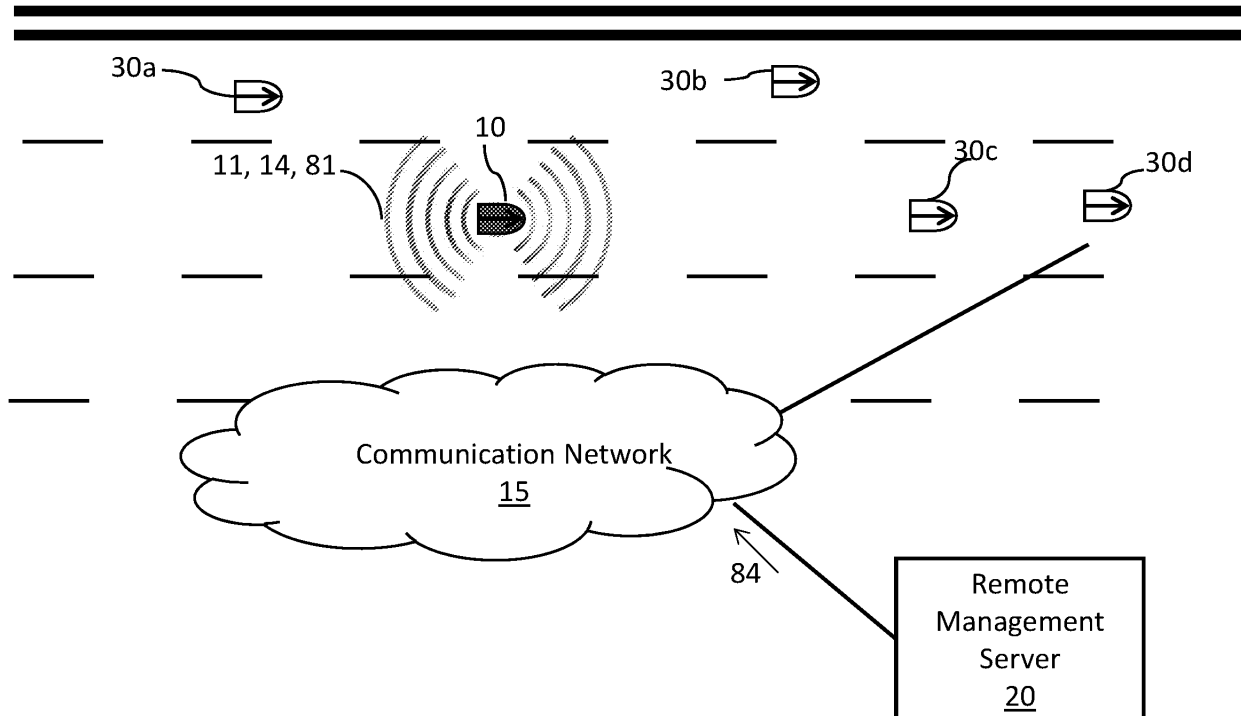 30a
30b
10
11, 14, 81
30c
30d
Communication Network
15
84
Remote
Management
Server
20